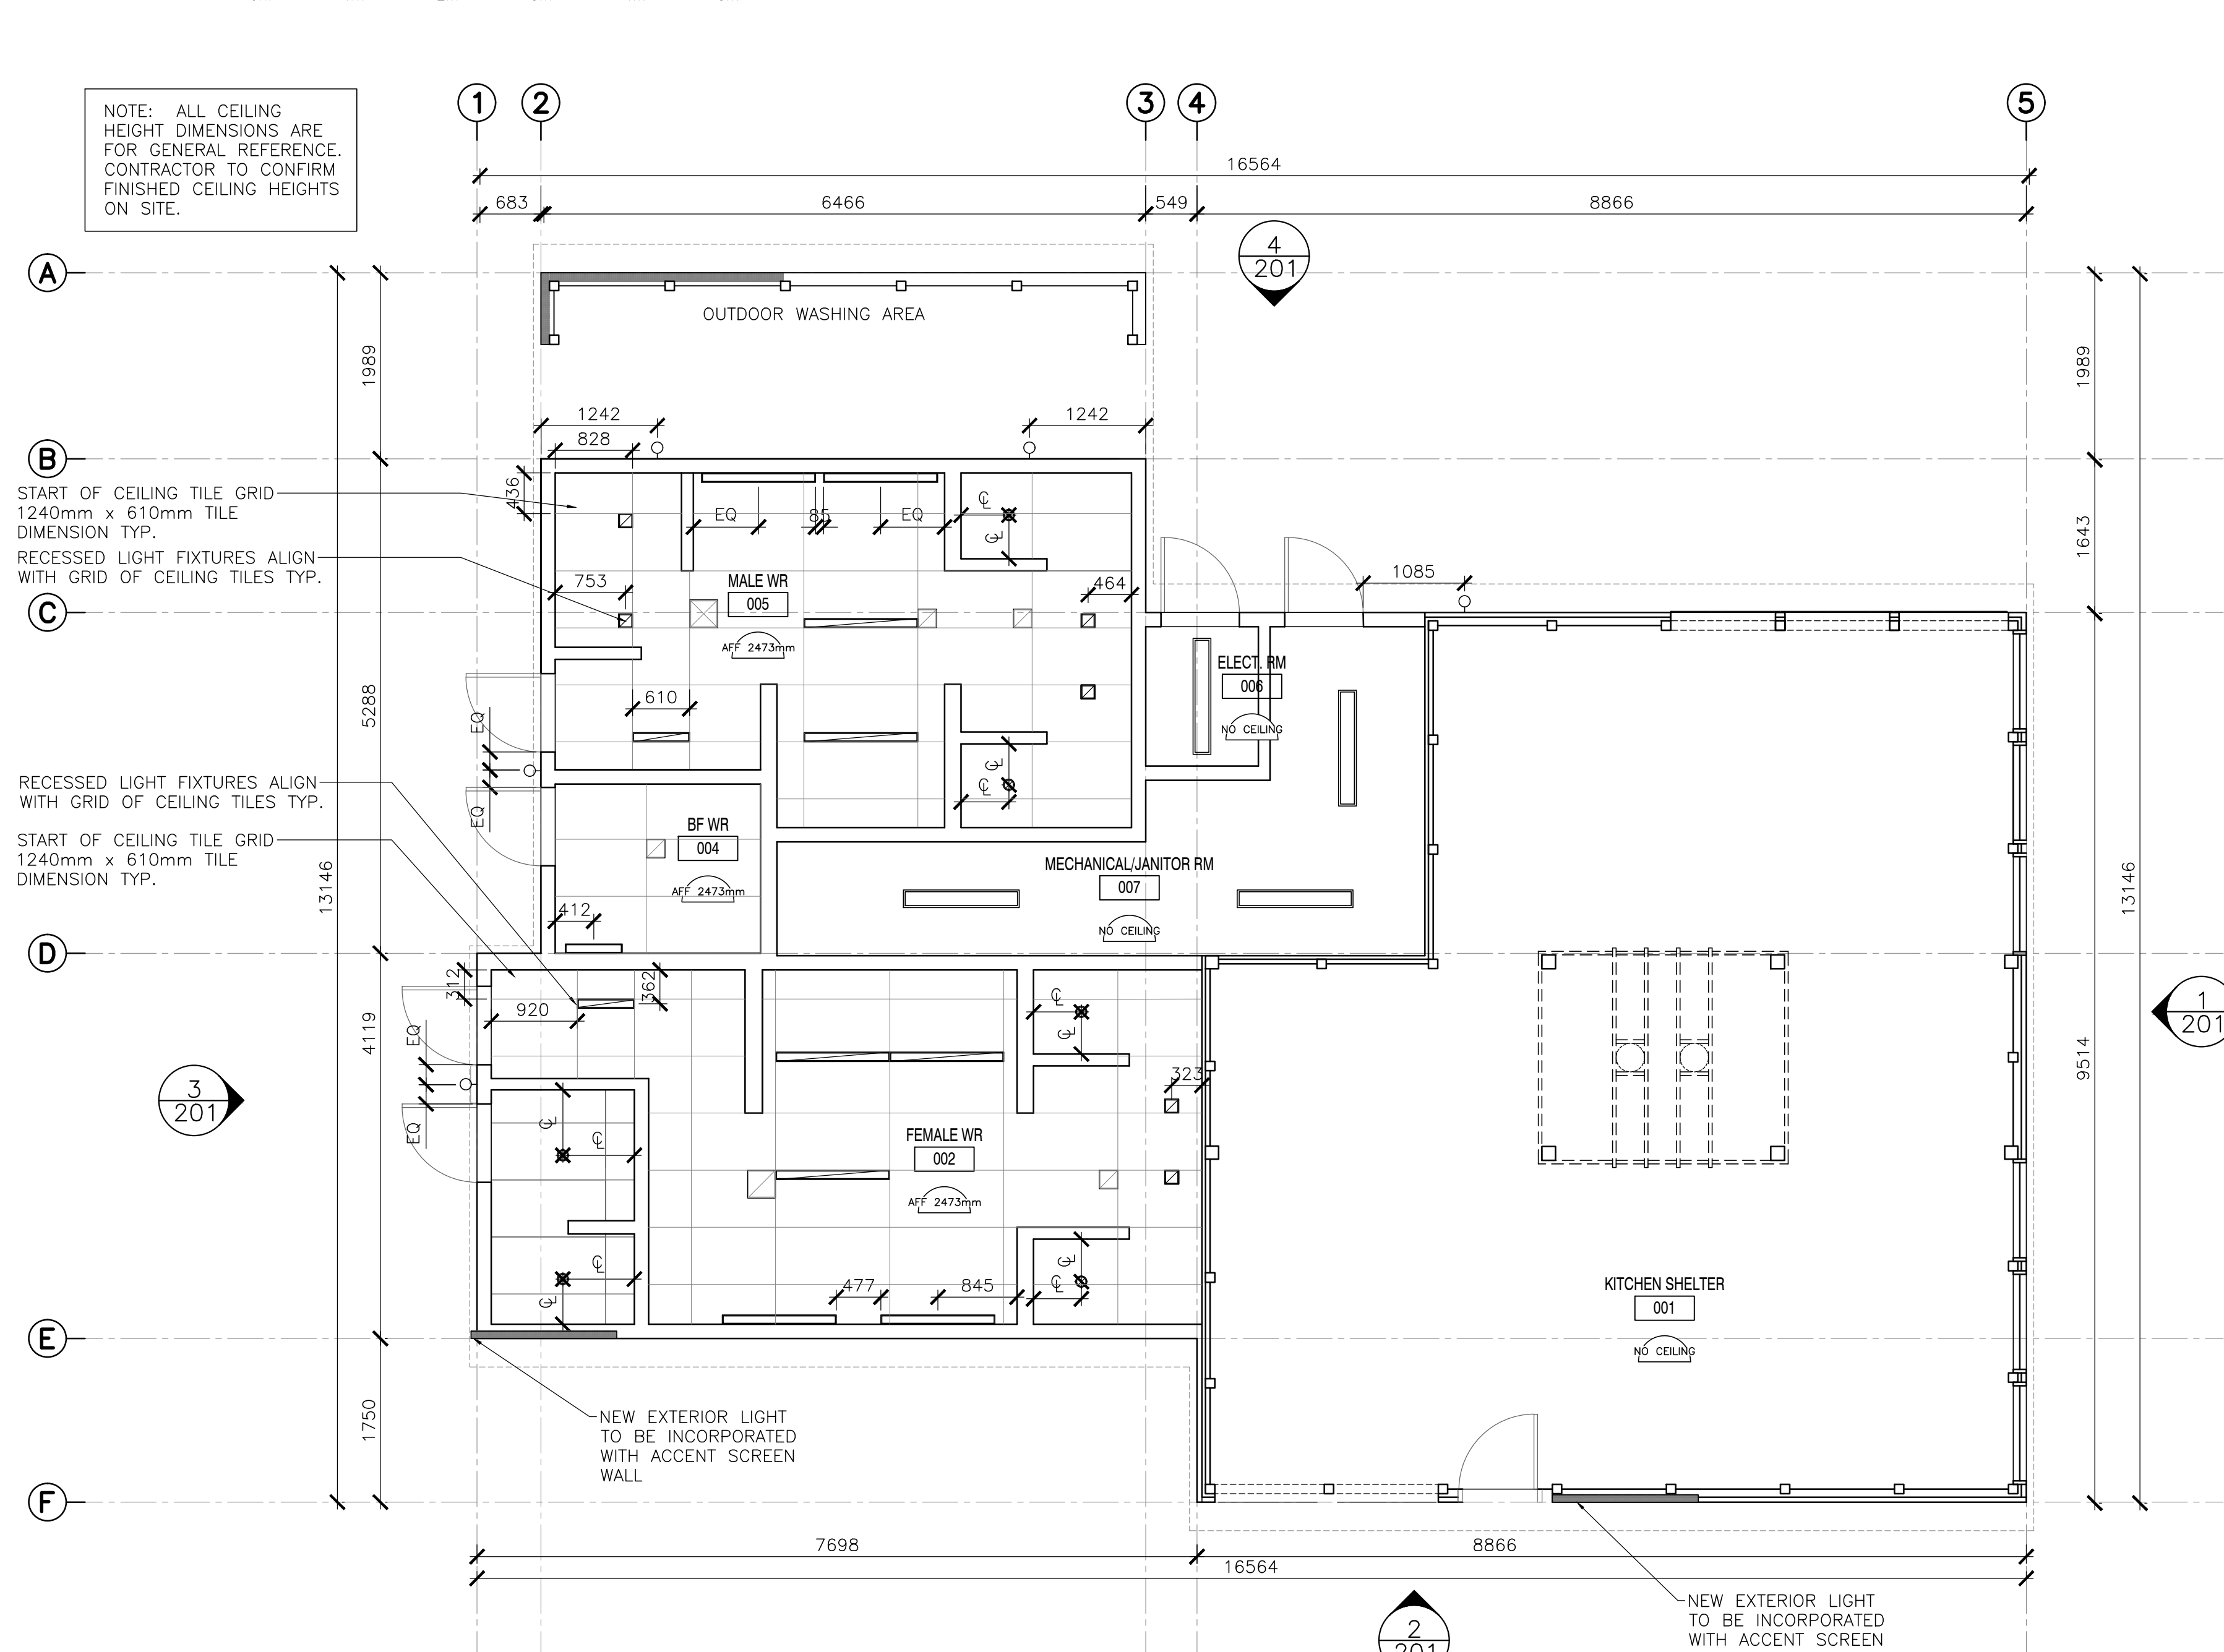 NOTE: ALL CEILING
HEIGHT DIMENSIONS ARE
FOR GENERAL REFERENCE.
CONTRACTOR TO CONFIRM
FINISHED CEILING HEIGHTS
ON SITE.
1
2
3
4
5
16564
683
6466
549
8866
A
4
201
OUTDOOR WASHING AREA
1989
1989
1242
1242
828
B
436
START OF CEILING TILE GRID
1240mm x 610mm TILE
DIMENSION TYP.
EQ
85
EQ
℄
℄
1643
RECESSED LIGHT FIXTURES ALIGN
WITH GRID OF CEILING TILES TYP.
753
MALE WR
005
AFF 2473mm
464
1085
C
ELECT. RM
006
NO CEILING
5288
610
EQ
EQ
℄
℄
RECESSED LIGHT FIXTURES ALIGN
WITH GRID OF CEILING TILES TYP.
START OF CEILING TILE GRID
1240mm x 610mm TILE
DIMENSION TYP.
BF WR
004
AFF 2473mm
MECHANICAL/JANITOR RM
007
NO CEILING
13146
13146
412
D
312
920
362
℄
℄
4119
EQ
EQ
323
9514
1
201
3
201
℄
℄
FEMALE WR
002
AFF 2473mm
℄
℄
477
845
℄
℄
KITCHEN SHELTER
001
NO CEILING
E
NEW EXTERIOR LIGHT
TO BE INCORPORATED
WITH ACCENT SCREEN
WALL
1750
F
7698
8866
16564
NEW EXTERIOR LIGHT
TO BE INCORPORATED
WITH ACCENT SCREEN
2
201